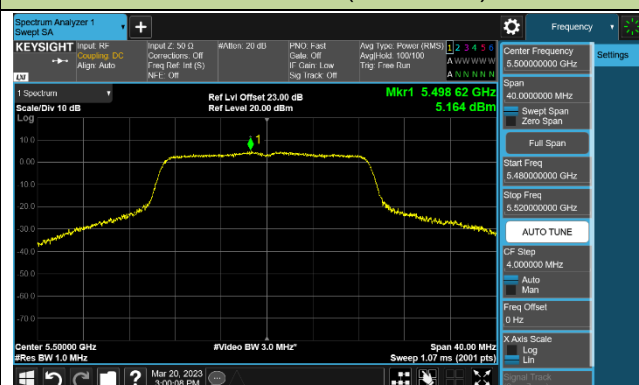 Spectrum Analyzer 1
Swept SA
+
Frequency
KEYSIGHT
Input: RF
Coupling: DC
Align: Auto
Input Z: 50 Ω
Corrections: Off
Freq Ref: Int (S)
NFE: Off
#Atten: 20 dB
PNO: Fast
Gate: Off
IF Gain: Low
Sig Track: Off
Avg Type: Power (RMS)
Avg|Hold: 100/100
Trig: Free Run
1 2 3 4 5 6
A W W W W W
A N N N N N
LXI
Center Frequency
5.500000000 GHz
Settings
Span
40.0000000 MHz
Swept Span
Zero Span
Full Span
Start Freq
5.480000000 GHz
Stop Freq
5.520000000 GHz
AUTO TUNE
CF Step
4.000000 MHz
Auto
Man
Freq Offset
0 Hz
X Axis Scale
Log
Lin
Signal Track
1 Spectrum
Scale/Div 10 dB
Log
Ref Lvl Offset 23.00 dB
Ref Level 20.00 dBm
Mkr1 5.498 62 GHz
5.164 dBm
1
10.0
0.00
-10.0
-20.0
-30.0
-40.0
-50.0
-60.0
-70.0
Center 5.50000 GHz
#Res BW 1.0 MHz
#Video BW 3.0 MHz*
Span 40.00 MHz
Sweep 1.07 ms (2001 pts)
?
Mar 20, 2023
3:00:08 PM